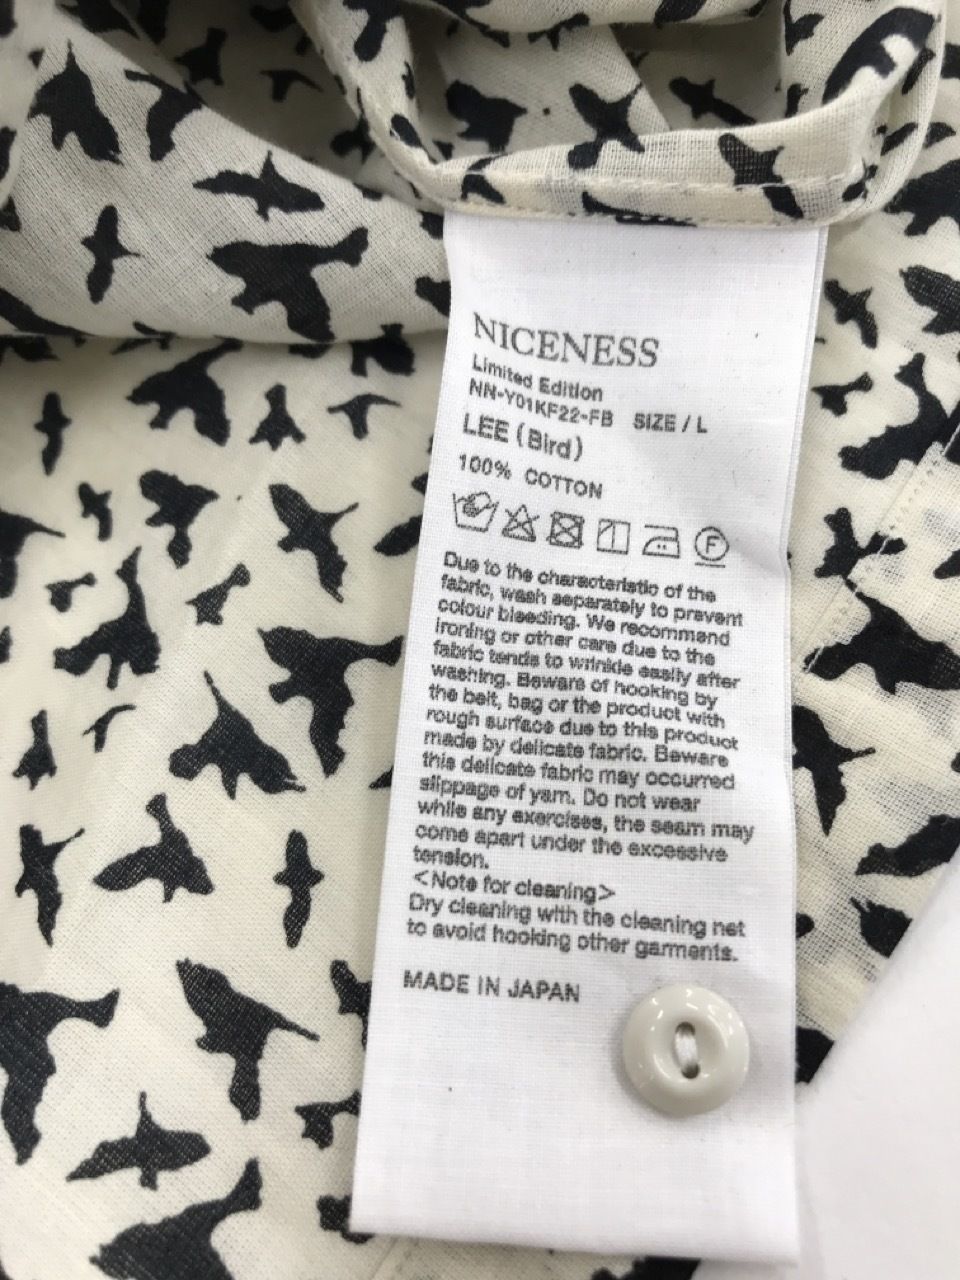 NICENESS
Limited Edition
NN-Y01KF22-FB SIZE / L
LEE (Bird)
100% COTTON
F
Due to the characteristic of the
fabric, wash separately to prevent
colour bleeding. We recommend
ironing or other care due to the
fabric tends to wrinkle easily after
washing. Beware of hooking by
the belt, bag or the product with
rough surface due to this product
made by delicate fabric. Beware
this delicate fabric may occurred
slippage of yarn. Do not wear
while any exercises, the seam may
come apart under the excessive
tension.
<Note for cleaning>
Dry cleaning with the cleaning net
to avoid hooking other garments.
MADE IN JAPAN